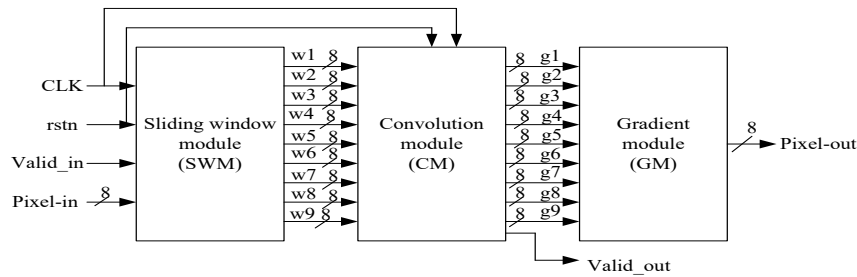 CLK
rstn
Valid_in
Pixel-in
8
Sliding window
module
(SWM)
w1 8
w2 8
w3 8
w4 8
w5 8
w6 8
w7 8
w8 8
w9 8
Convolution
module
(CM)
8 g1
8 g2
8 g3
8 g4
8 g5
8 g6
8 g7
8 g8
8 g9
Gradient
module
(GM)
8
Pixel-out
Valid_out